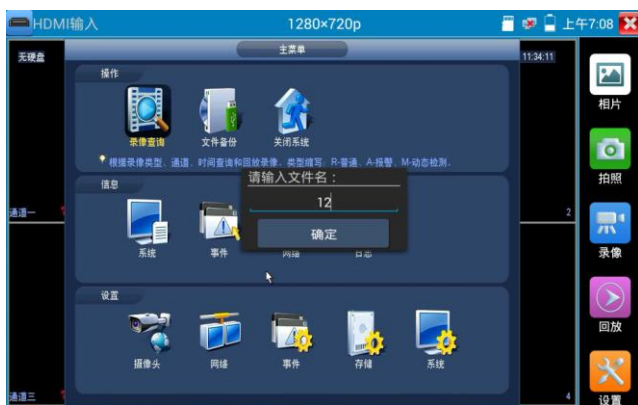 HDMI输入
1280×720p
上午7:08
无硬盘
主菜单
11:34:11
操作
录像查询
文件备份
关闭系统
根据录像类型、通道、时间查询和回放录像。类型缩写：R-普通、A-报警、M-动态检测。
信息
请输入文件名：
12
确定
系统
事件
网络
日志
通道一
2
设置
摄像头
网络
事件
存储
系统
通道三
4
相片
拍照
录像
回放
设置